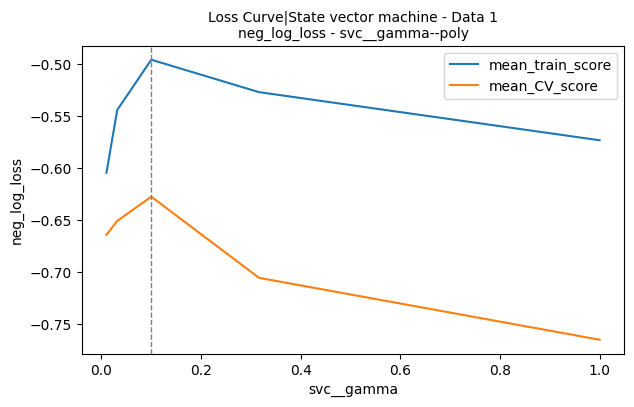 Loss Curve|State vector machine - Data 1
neg_log_loss - svc__gamma--poly
mean_train_score
mean_CV_score
−0.50
−0.55
−0.60
−0.65
−0.70
−0.75
neg_log_loss
0.0 0.2 0.4 0.6 0.8 1.0
svc__gamma